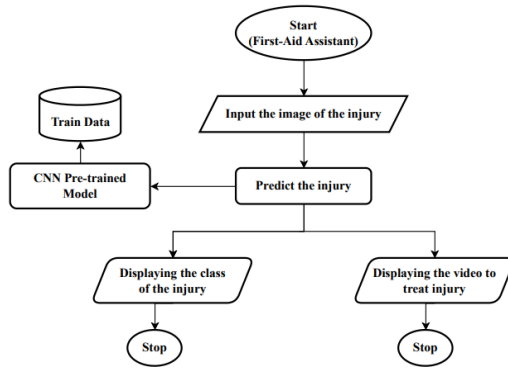 Start
(First-Aid Assistant)
Input the image of the injury
Train Data
CNN Pre-trained
Model
Predict the injury
Displaying the class
of the injury
Displaying the video to
treat injury
Stop
Stop